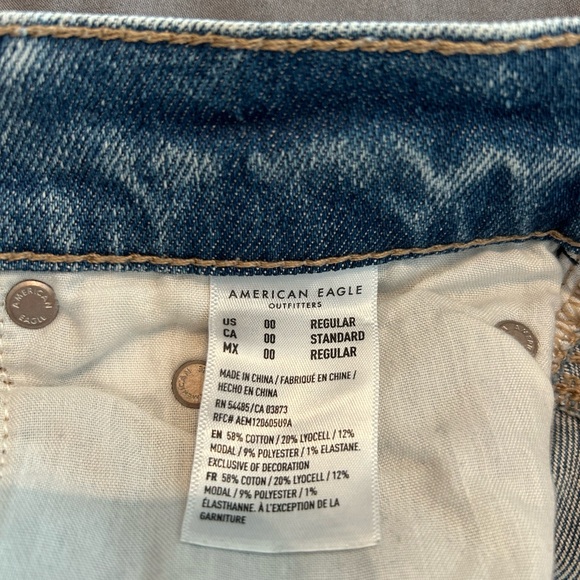 AMERICAN EAGLE
OUTFITTERS
US 00 REGULAR
CA 00 STANDARD
MX 00 REGULAR
MADE IN CHINA / FABRIQUÉ EN CHINE /
HECHO EN CHINA
RN 54485/CA 03873
RFC# AEM120605U9A
EN 58% COTTON / 20% LYOCELL / 12%
MODAL / 9% POLYESTER / 1% ELASTANE.
EXCLUSIVE OF DECORATION
FR 58% COTON / 20% LYOCELL / 12%
MODAL / 9% POLYESTER / 1%
ÉLASTHANNE. À L'EXCEPTION DE LA
GARNITURE
AMERICAN
EAGLE